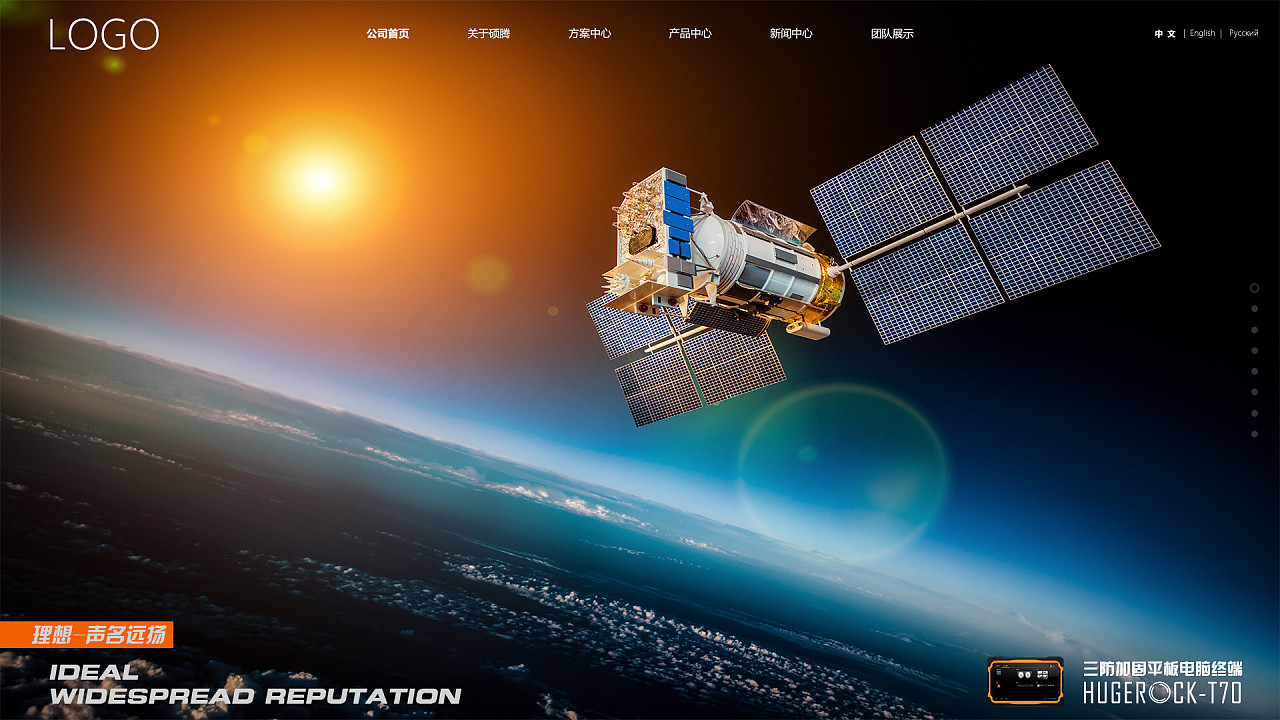 LOGO
公司首页 关于硕腾 方案中心 产品中心 新闻中心 团队展示
中文 | English | Русский
理想—声名远扬
IDEAL
WIDESPREAD REPUTATION
三防加固平板电脑终端
HUGEROCK-T70